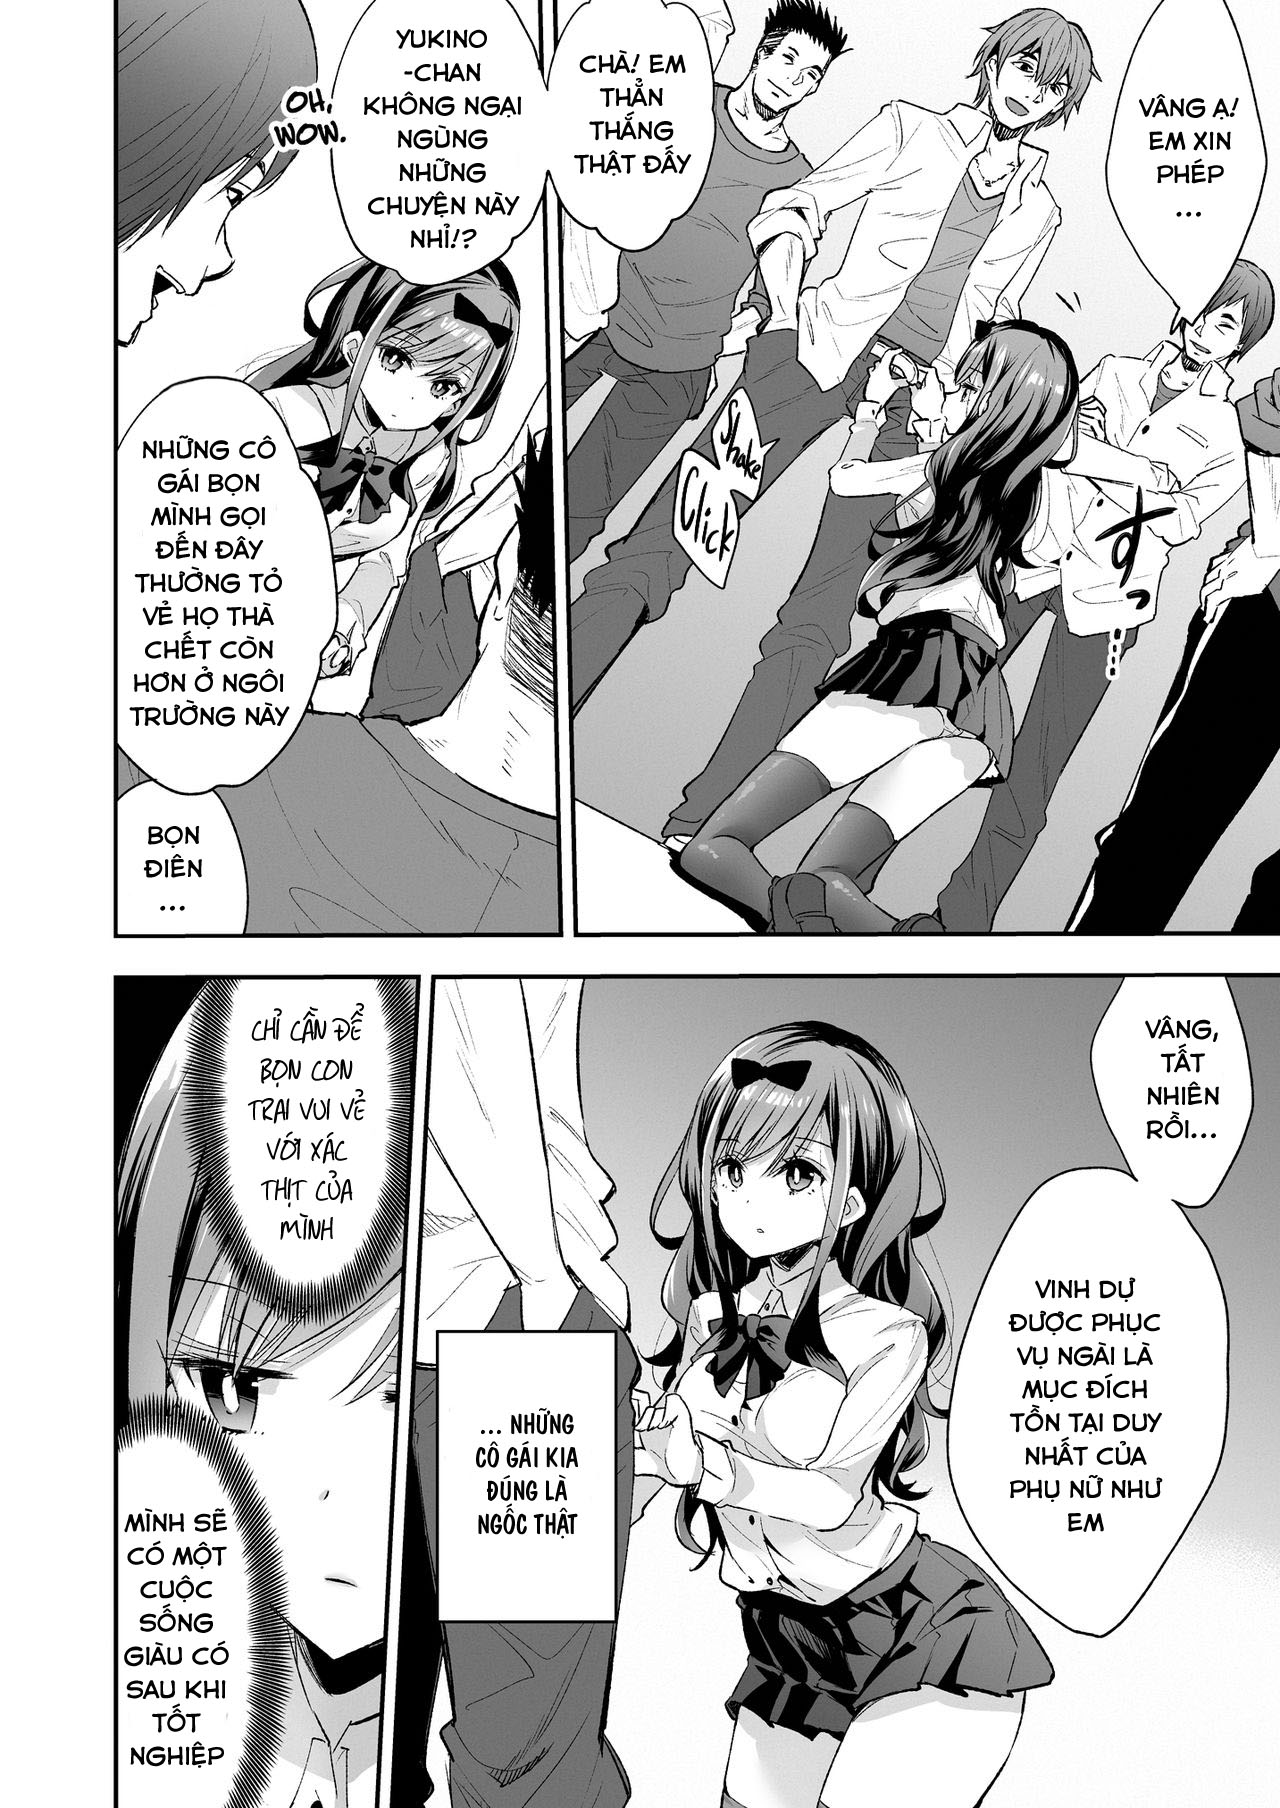 VÂNG Ạ!
EM XIN
PHÉP
...
CHÀ! EM
THẲN
THẮNG
THẬT ĐẤY
Shake
Click
す
っ
......
YUKINO
-CHAN
KHÔNG NGẠI
NGÙNG
NHỮNG
CHUYỆN NÀY
NHỈ!?
OH,
WOW.
NHỮNG CÔ
GÁI BỌN
MÌNH GỌI
ĐẾN ĐÂY
THƯỜNG TỎ
VẺ HỌ THÀ
CHẾT CÒN
HƠN Ở NGÔI
TRƯỜNG NÀY
BỌN
ĐIÊN
...
VÂNG,
TẤT
NHIÊN
RỒI...
VINH DỰ
ĐƯỢC PHỤC
VỤ NGÀI LÀ
MỤC ĐÍCH
TỒN TẠI DUY
NHẤT CỦA
PHỤ NỮ NHƯ
EM
... NHỮNG
CÔ GÁI KIA
ĐÚNG LÀ
NGỐC THẬT
CHỈ CẦN ĐỂ
BỌN CON
TRAI VUI VẺ
VỚI XÁC
THỊT CỦA
MÌNH
MÌNH SẼ
CÓ MỘT
CUỘC
SỐNG
GIÀU CÓ
SAU KHI
TỐT
NGHIỆP